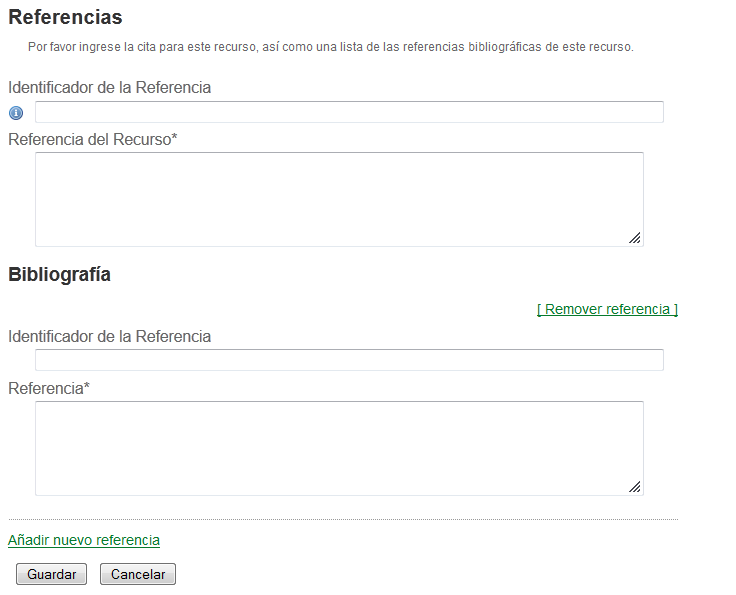 Referencias
Por favor ingrese la cita para este recurso, así como una lista de las referencias bibliográficas de este recurso.
Identificador de la Referencia
Referencia del Recurso*
Bibliografía
[ Remover referencia ]
Identificador de la Referencia
Referencia*
Añadir nuevo referencia
Guardar Cancelar